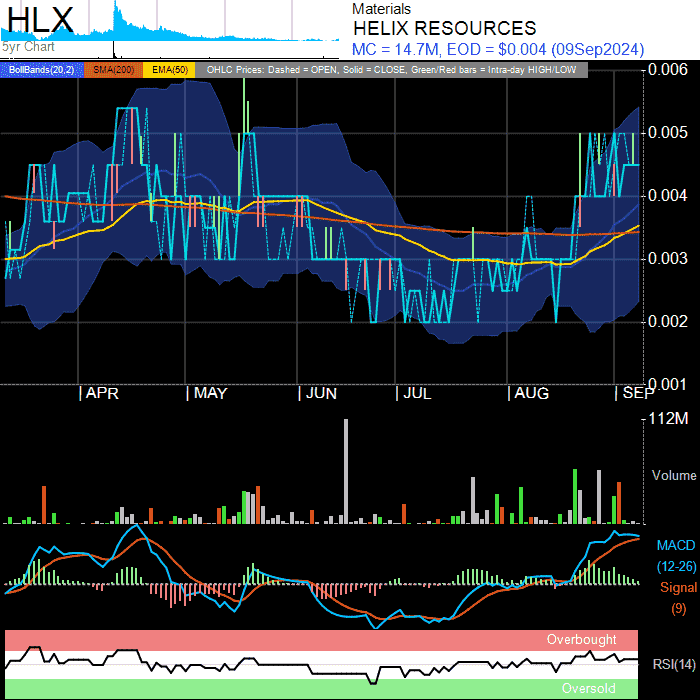 HLX
5yr Chart
Materials
HELIX RESOURCES
MC = 14.7M, EOD = $0.004 (09Sep2024)
BollBands(20,2) SMA(200) EMA(50) OHLC Prices: Dashed = OPEN, Solid = CLOSE, Green/Red bars = Intra-day HIGH/LOW
0.006
0.005
0.004
0.003
0.002
0.001
APR MAY JUN JUL AUG SEP
112M
Volume
MACD
(12-26)
Signal
(9)
Overbought
RSI(14)
Oversold